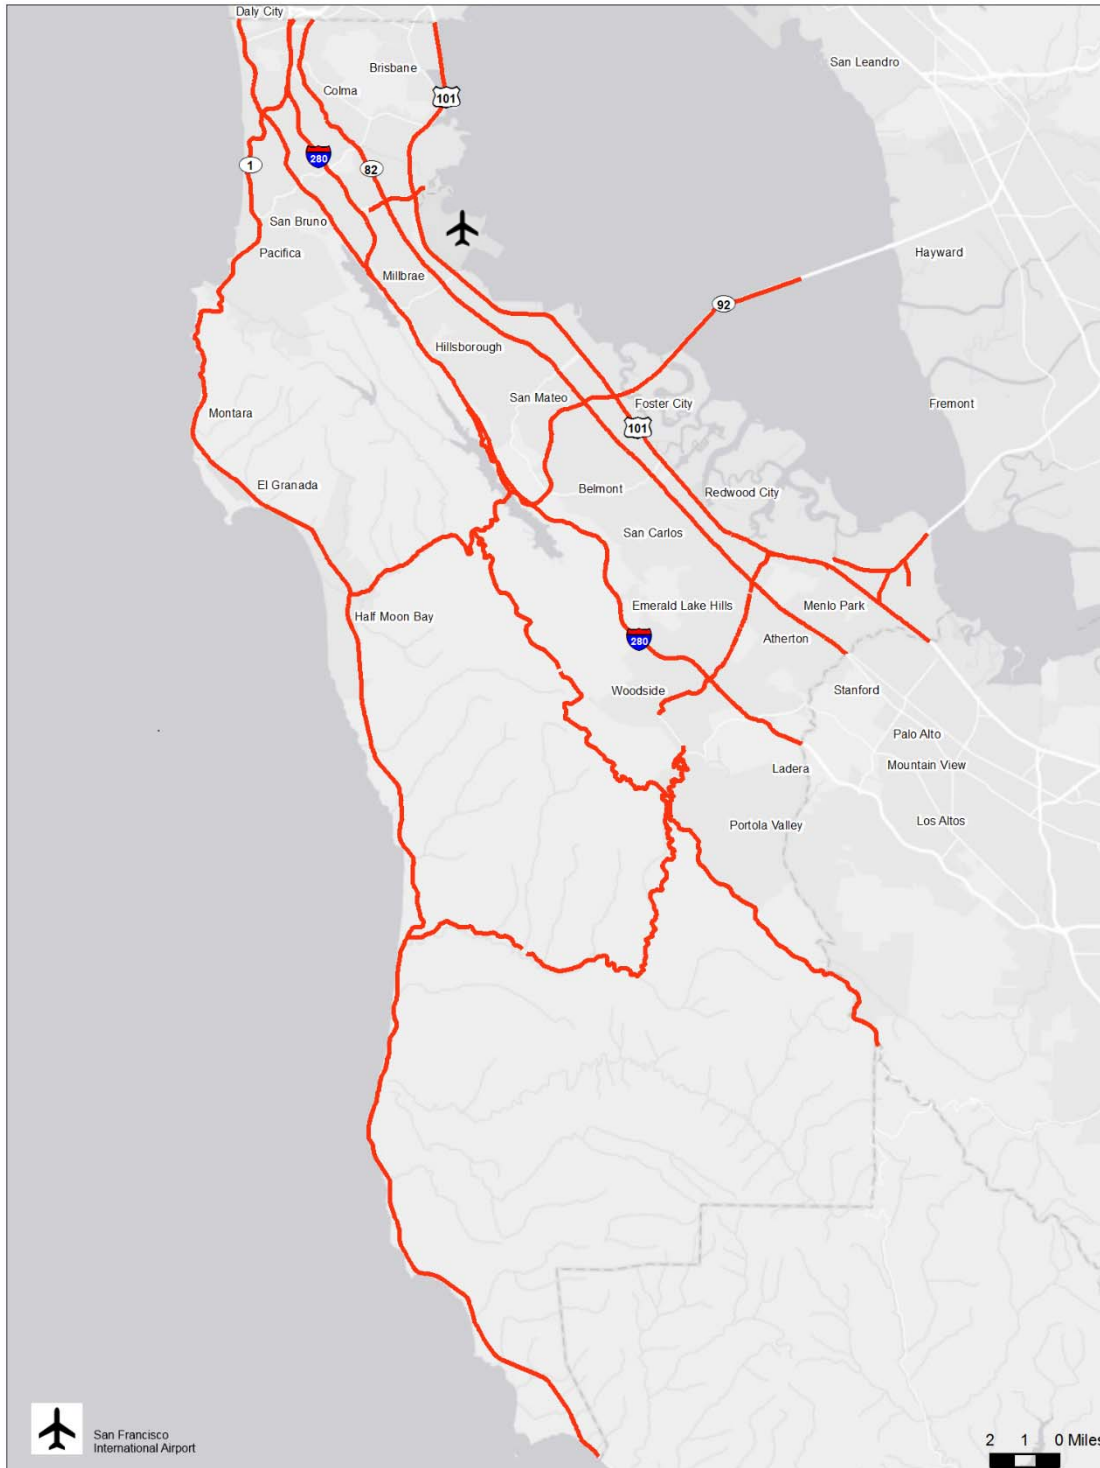 Daly City
San Leandro
Brisbane
Colma
101
280
1
82
San Bruno
Pacifica
Hayward
Millbrae
92
Hillsborough
San Mateo
Foster City
Fremont
Montara
101
El Granada
Belmont
Redwood City
San Carlos
Emerald Lake Hills
Menlo Park
Half Moon Bay
Atherton
280
Woodside
Stanford
Palo Alto
Mountain View
Ladera
Los Altos
Portola Valley
San Francisco
International Airport
2 1 0 Miles